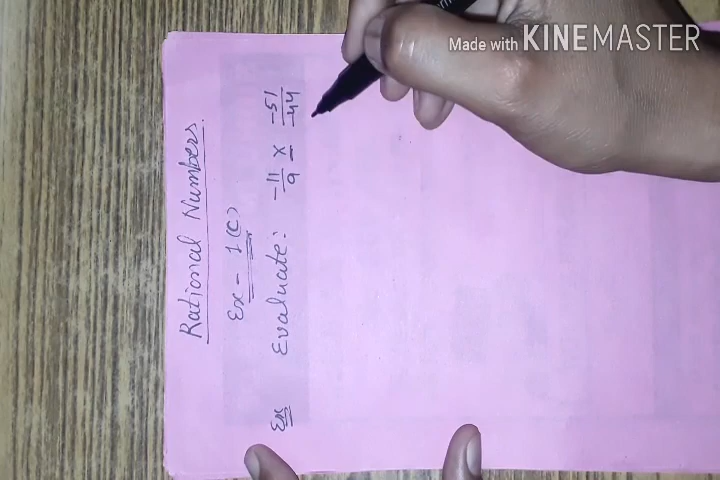 Made with KINEMASTER
Rational Numbers.
Ex - 1(C)
Ex Evaluate: -11/9 × -51/-44